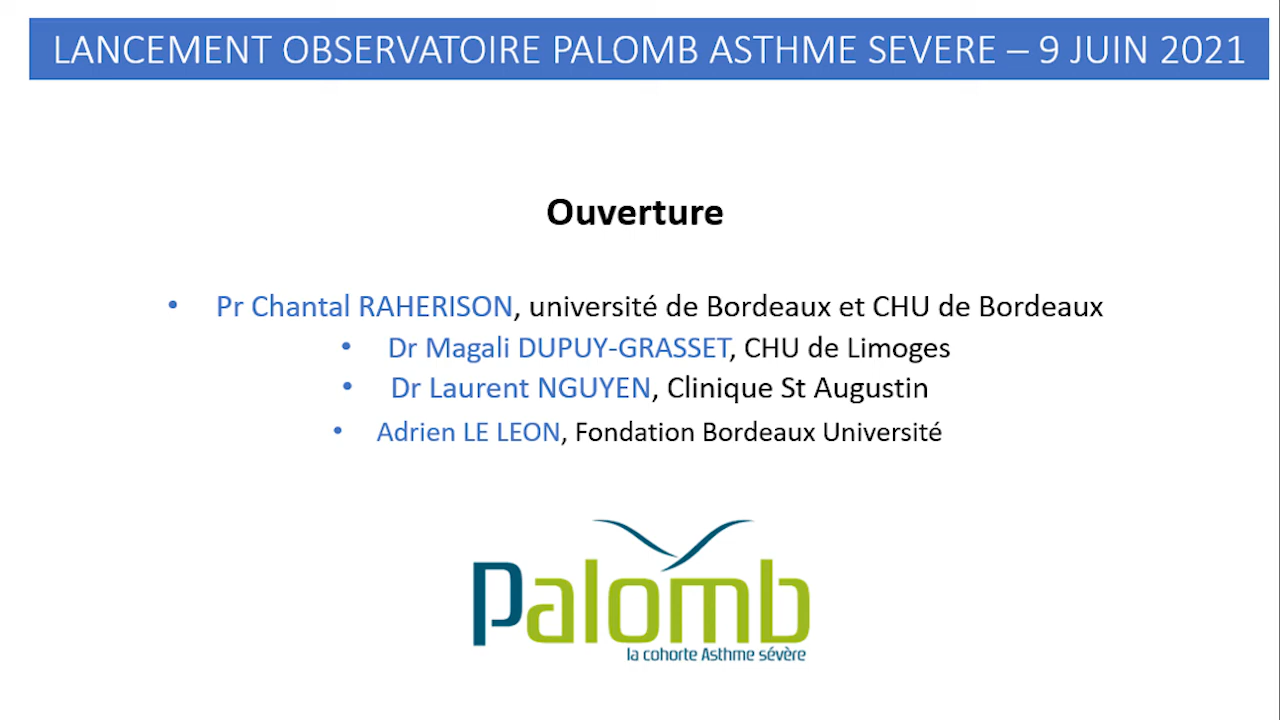 LANCEMENT OBSERVATOIRE PALOMB ASTHME SEVERE – 9 JUIN 2021
Ouverture
• Pr Chantal RAHERISON, université de Bordeaux et CHU de Bordeaux
• Dr Magali DUPUY-GRASSET, CHU de Limoges
• Dr Laurent NGUYEN, Clinique St Augustin
• Adrien LE LEON, Fondation Bordeaux Université
Palomb
la cohorte Asthme sévère